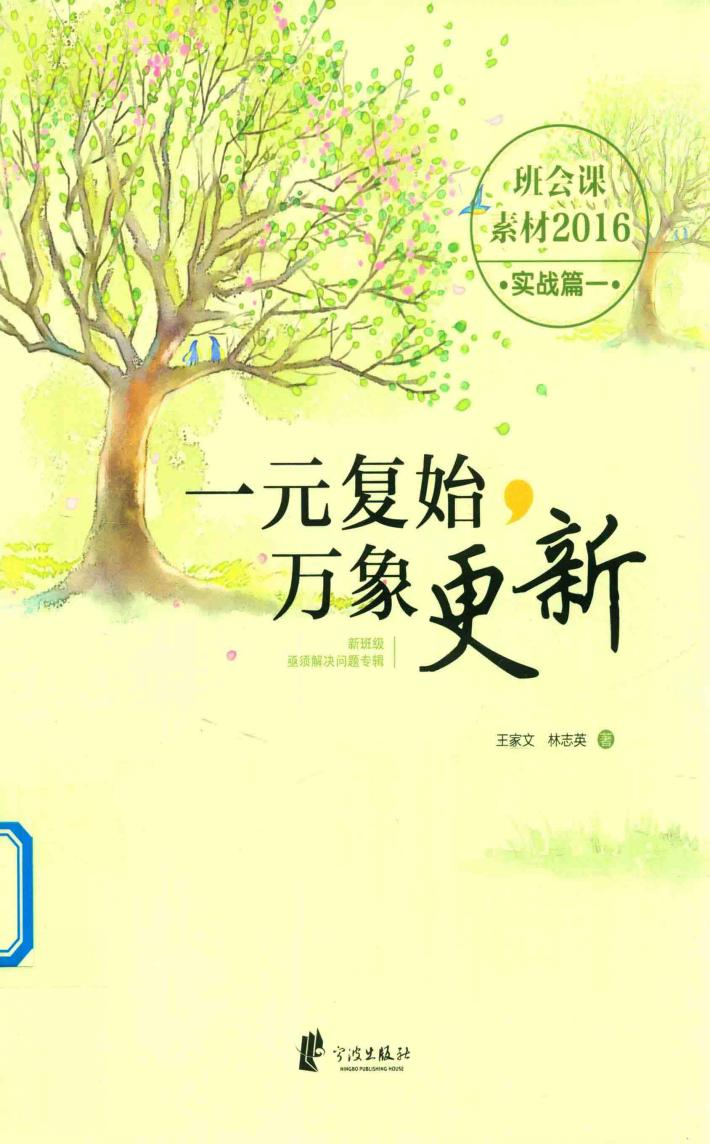 班会课
素材2016
·实战篇一·
一元复始，
万象更新
新班级
亟须解决问题专辑
王家文 林志英 著
宁波出版社
NINGBO PUBLISHING HOUSE